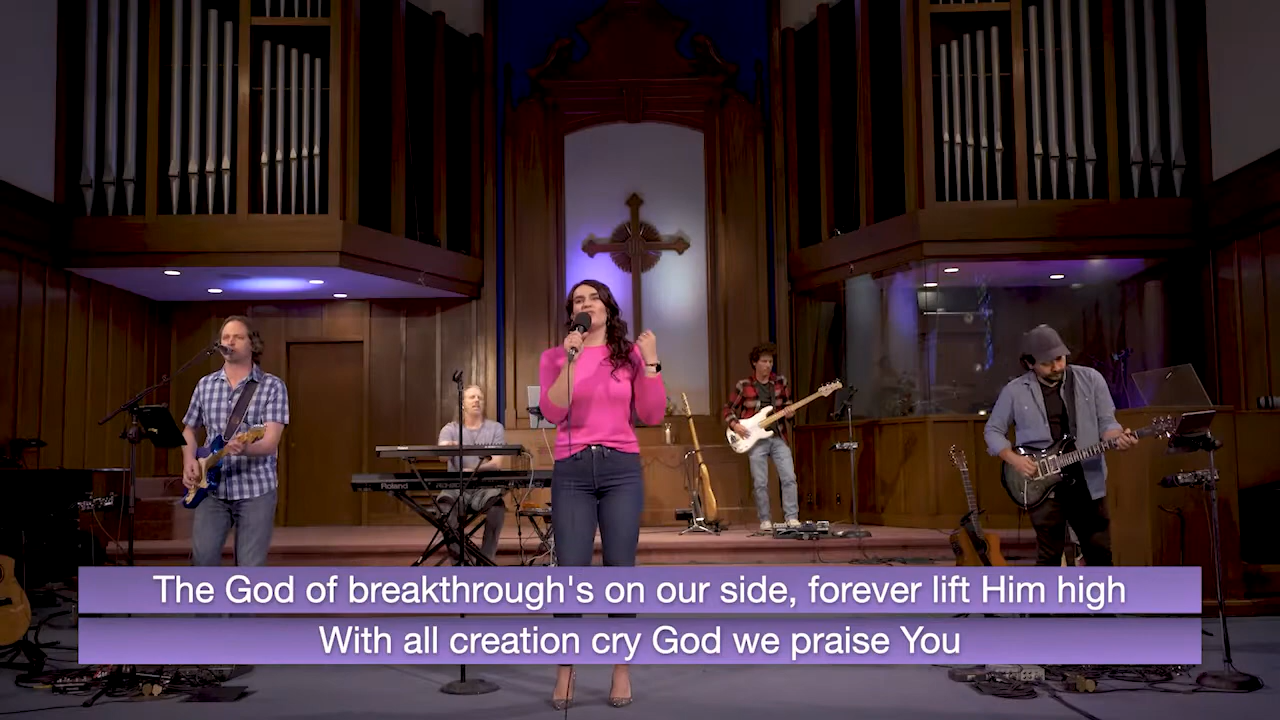 Roland
The God of breakthrough's on our side, forever lift Him high
With all creation cry God we praise You